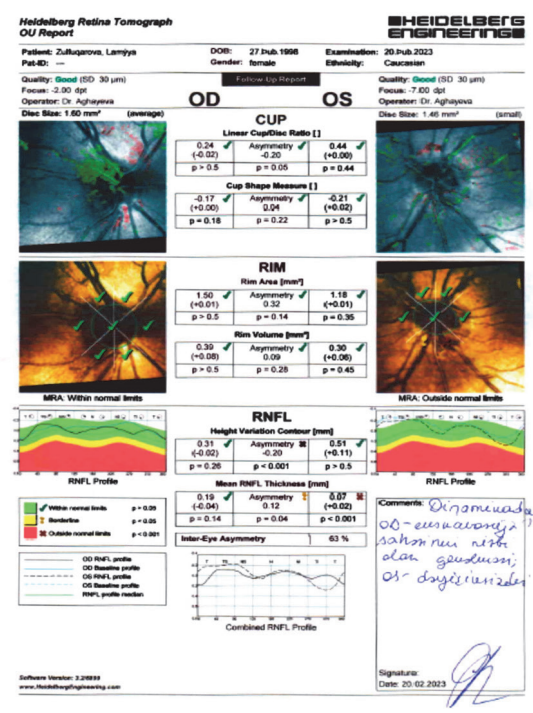 Heidelberg Retina Tomograph
OU Report
HEIDELBERG
ENGINEERING
Patient: Zulfuqarova, Lamiya
DOB: 27.Þub.1998
Examination: 20.Þub.2023
Pat-ID: ---
Gender: female
Ethnicity: Caucasian
Quality: Good (SD 30 µm)
Focus: -2.00 dpt
Operator: Dr. Aghayeva
Follow-Up Report
OD OS
Quality: Good (SD 30 µm)
Focus: -7.00 dpt
Operator: Dr. Aghayeva
Disc Size: 1.60 mm² (average)
Disc Size: 1.46 mm² (small)
CUP
Linear Cup/Disc Ratio [ ]
0.24 Asymmetry 0.44
(-0.02) -0.20 (+0.00)
p > 0.5 p = 0.05 p = 0.44
Cup Shape Measure [ ]
-0.17 Asymmetry -0.21
(+0.00) 0.04 (+0.02)
p = 0.18 p = 0.22 p > 0.5
RIM
Rim Area [mm²]
1.50 Asymmetry 1.18
(+0.01) 0.32 (+0.01)
p > 0.5 p = 0.14 p = 0.35
Rim Volume [mm³]
0.39 Asymmetry 0.30
(+0.08) 0.09 (+0.06)
p > 0.5 p = 0.28 p = 0.45
MRA: Within normal limits
MRA: Outside normal limits
RNFL
Height Variation Contour [mm]
0.31 Asymmetry 0.51
(-0.02) -0.20 (+0.11)
p = 0.26 p < 0.001 p > 0.5
RNFL Profile
RNFL Profile
Mean RNFL Thickness [mm]
0.19 Asymmetry 0.07
(-0.04) 0.12 (+0.02)
p = 0.14 p = 0.04 p < 0.001
Inter-Eye Asymmetry 63 %
Within normal limits p > 0.05
Borderline p < 0.05
Outside normal limits p < 0.001
OD RNFL profile
OD Baseline profile
OS RNFL profile
OS Baseline profile
RNFL profile median
Combined RNFL Profile
Comments:
OD-
OS-
Signature:
Date: 20.02.2023
Software Version: 3.2/6898
www.HeidelbergEngineering.com